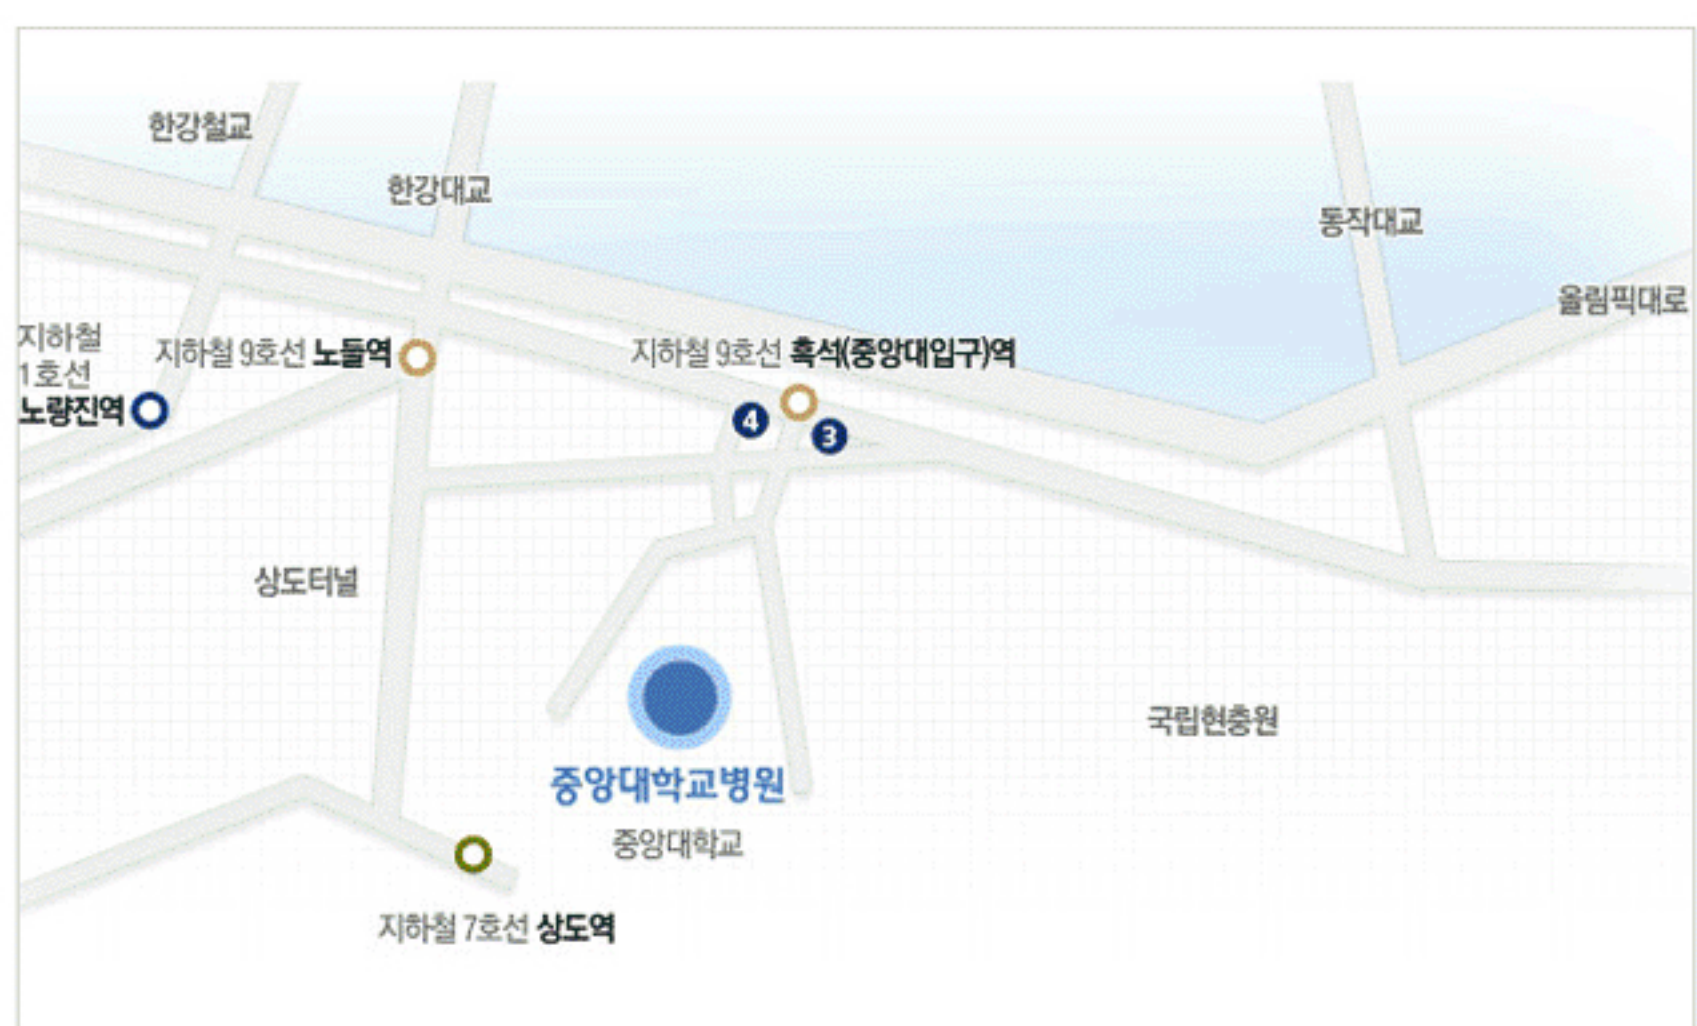 한강철교
한강대교
동작대교
올림픽대로
지하철
1호선
노량진역
지하철 9호선 노들역
지하철 9호선 흑석(중앙대입구)역
4
3
상도터널
국립현충원
중앙대학교병원
중앙대학교
지하철 7호선 상도역